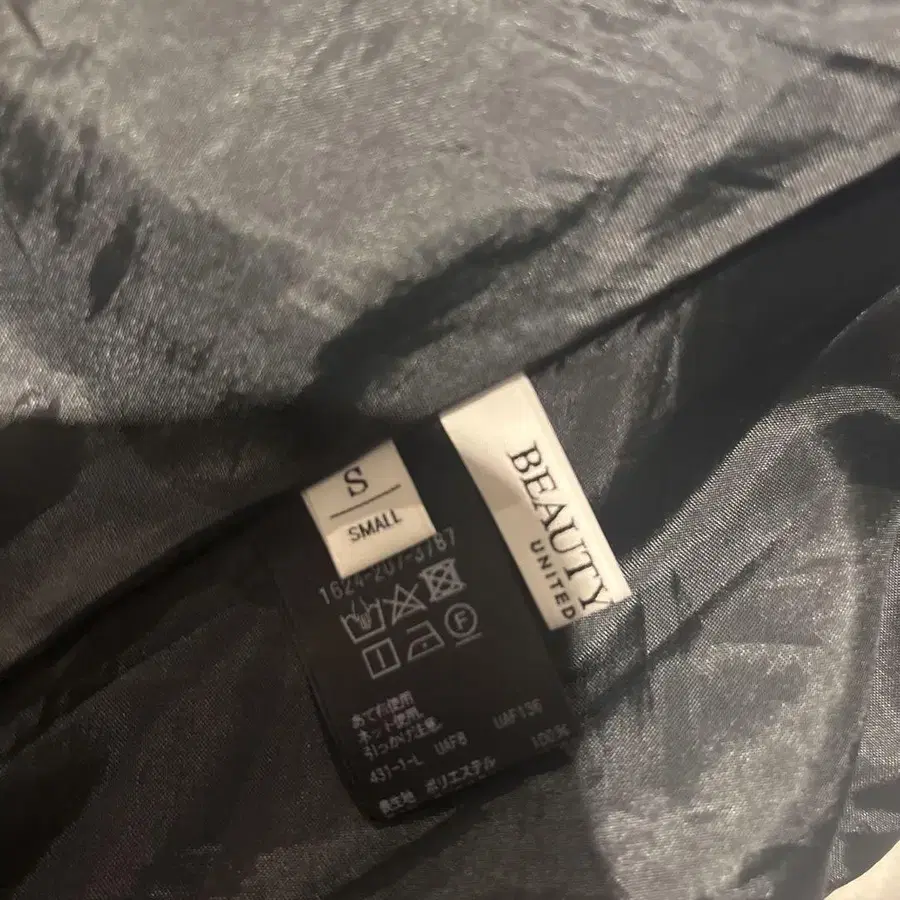 BEAUTY
UNITED
S
SMALL
1624-207-3787
F
あて布使用
ネット使用
引っかけ注意
431-1-L UAF8 UAF136
表生地 ポリエステル 100%